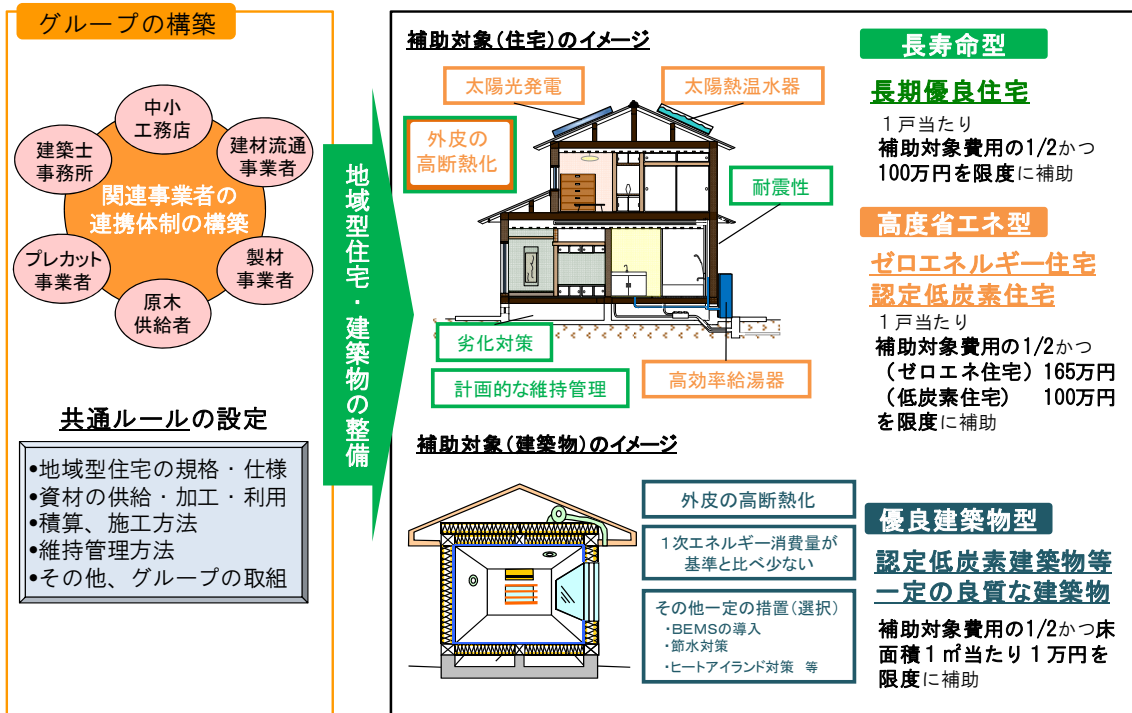 グループの構築
中小
工務店
建築士
事務所
建材流通
事業者
関連事業者の
連携体制の構築
プレカット
事業者
製材
事業者
原木
供給者
共通ルールの設定
•地域型住宅の規格・仕様
•資材の供給・加工・利用
•積算、施工方法
•維持管理方法
•その他、グループの取組
地域型住宅・建築物の整備
補助対象(住宅)のイメージ
太陽光発電
太陽熱温水器
外皮の
高断熱化
耐震性
劣化対策
計画的な維持管理
高効率給湯器
長寿命型
長期優良住宅
1戸当たり
補助対象費用の1/2かつ
100万円を限度に補助
高度省エネ型
ゼロエネルギー住宅
認定低炭素住宅
1戸当たり
補助対象費用の1/2かつ
(ゼロエネ住宅) 165万円
(低炭素住宅) 100万円
を限度に補助
補助対象(建築物)のイメージ
外皮の高断熱化
1次エネルギー消費量が
基準と比べ少ない
その他一定の措置(選択)
・BEMSの導入
・節水対策
・ヒートアイランド対策 等
優良建築物型
認定低炭素建築物等
一定の良質な建築物
補助対象費用の1/2かつ床
面積1㎡当たり1万円を
限度に補助